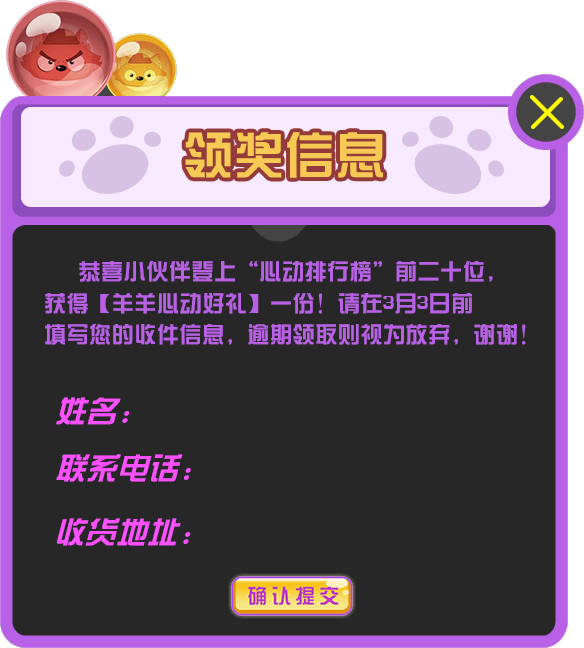 领奖信息
恭喜小伙伴登上“心动排行榜”前二十位，
获得【羊羊心动好礼】一份！请在3月3日前
填写您的收件信息，逾期领取则视为放弃，谢谢！
姓名：
联系电话：
收货地址：
确认提交